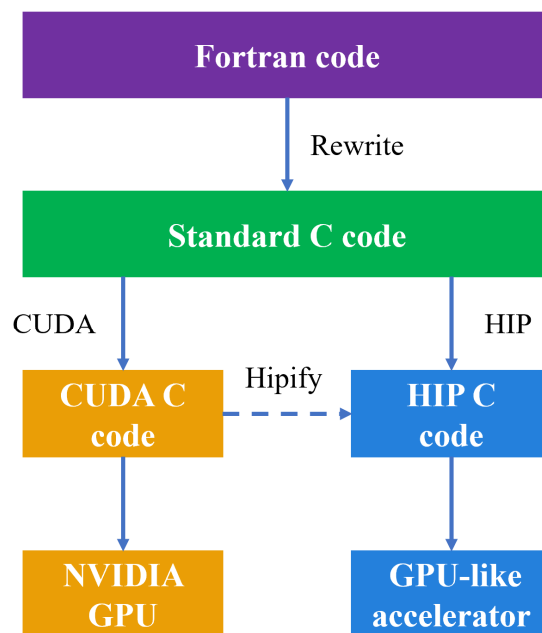 Fortran code
Rewrite
Standard C code
CUDA
HIP
CUDA C
code
Hipify
HIP C
code
NVIDIA
GPU
GPU-like
accelerator